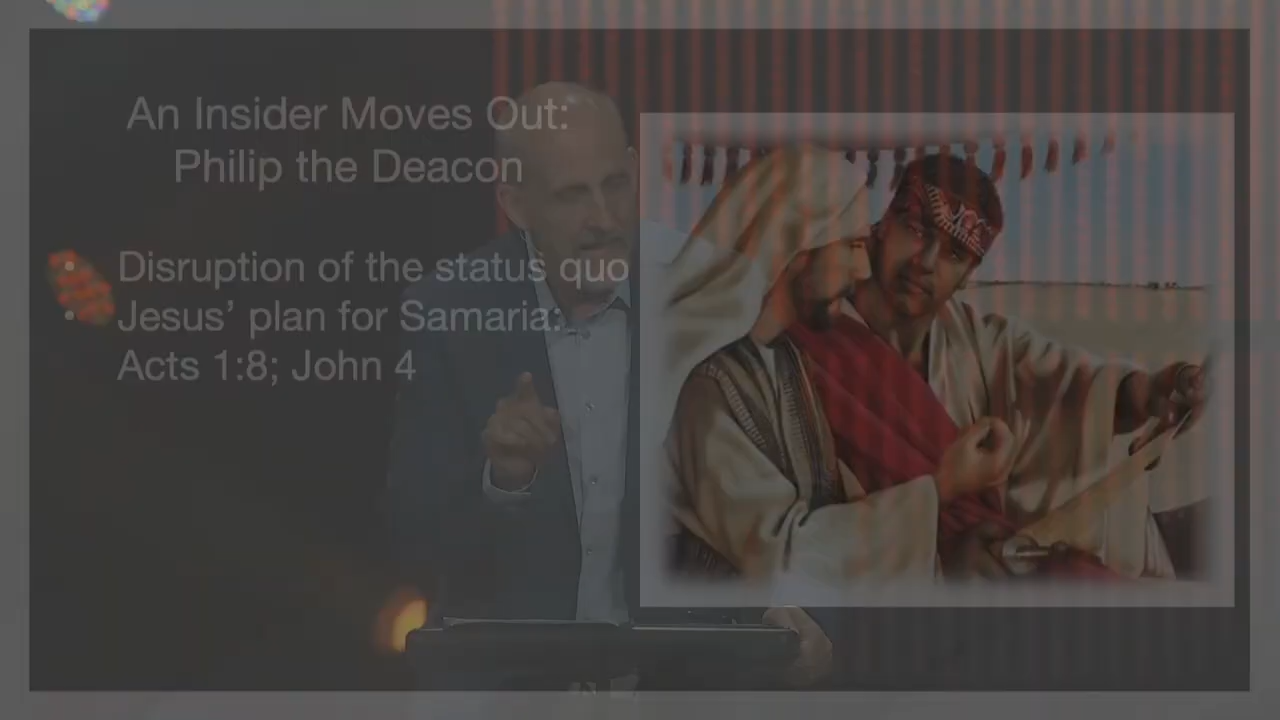 An Insider Moves Out:
Philip the Deacon
• Disruption of the status quo
• Jesus’ plan for Samaria:
Acts 1:8; John 4